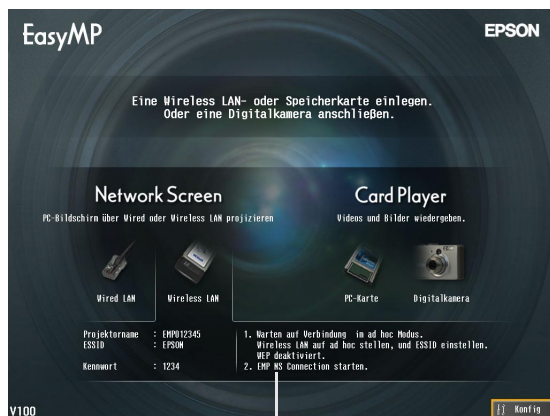 EasyMP
EPSON
Eine Wireless LAN- oder Speicherkarte einlegen.
Oder eine Digitalkamera anschließen.
Network Screen
PC-Bildschirm über Wired oder Wireless LAN projizieren
Wired LAN
Wireless LAN
Card Player
Videos und Bilder wiedergeben.
PC-Karte
Digitalkamera
Projektorname : EMP012345
ESSID : EPSON
Kennwort : 1234
1. Warten auf Verbindung im ad hoc Modus.
Wireless LAN auf ad hoc stellen, und ESSID einstellen.
WEP deaktiviert.
2. EMP NS Connection starten.
V100
Konfig